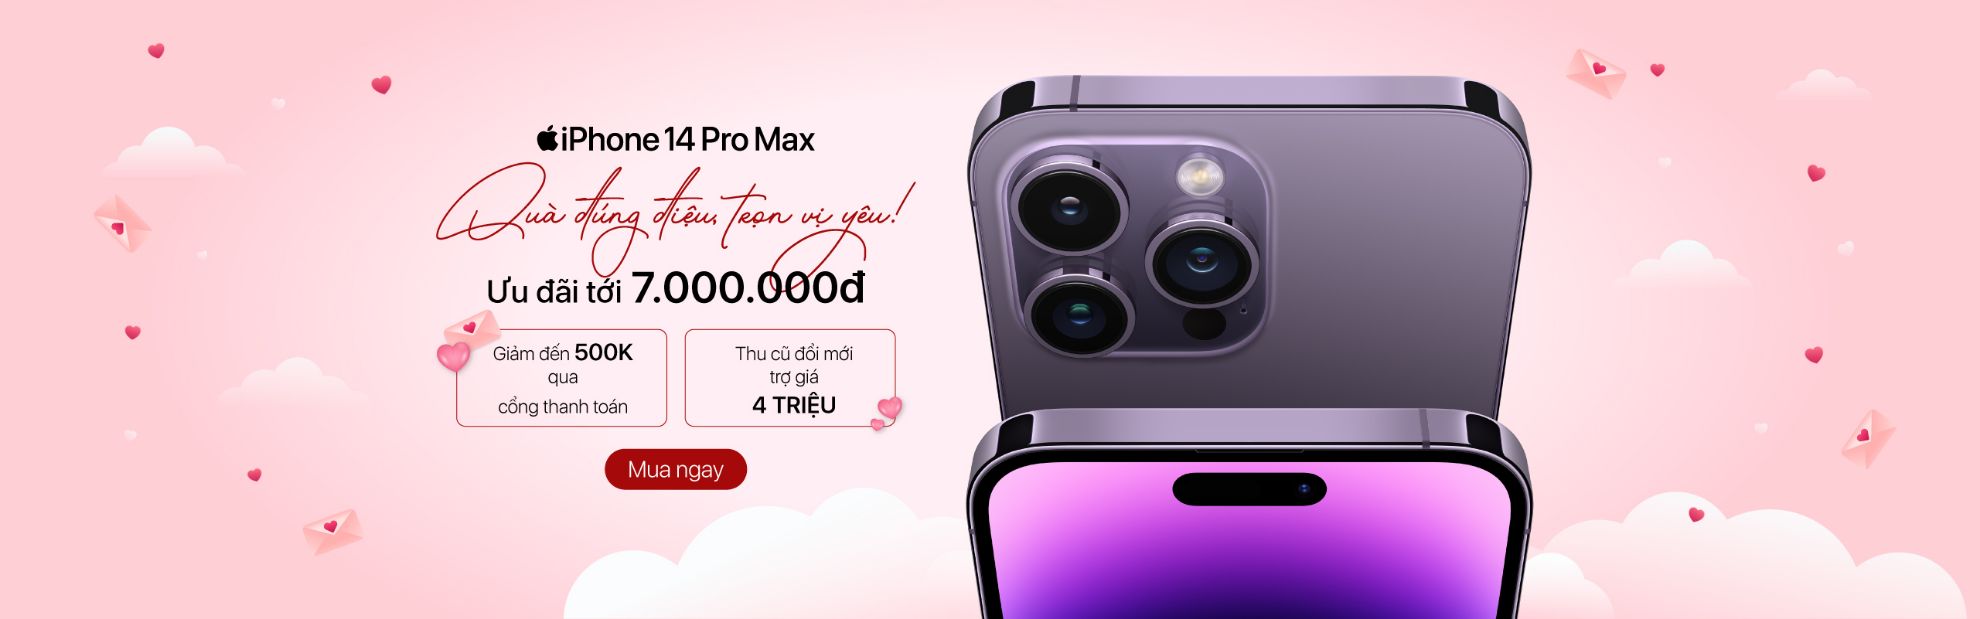 iPhone 14 Pro Max
Quà đúng điệu, trọn vị yêu!
Ưu đãi tới 7.000.000đ
Giảm đến 500K
qua
cổng thanh toán
Thu cũ đổi mới
trợ giá
4 TRIỆU
Mua ngay